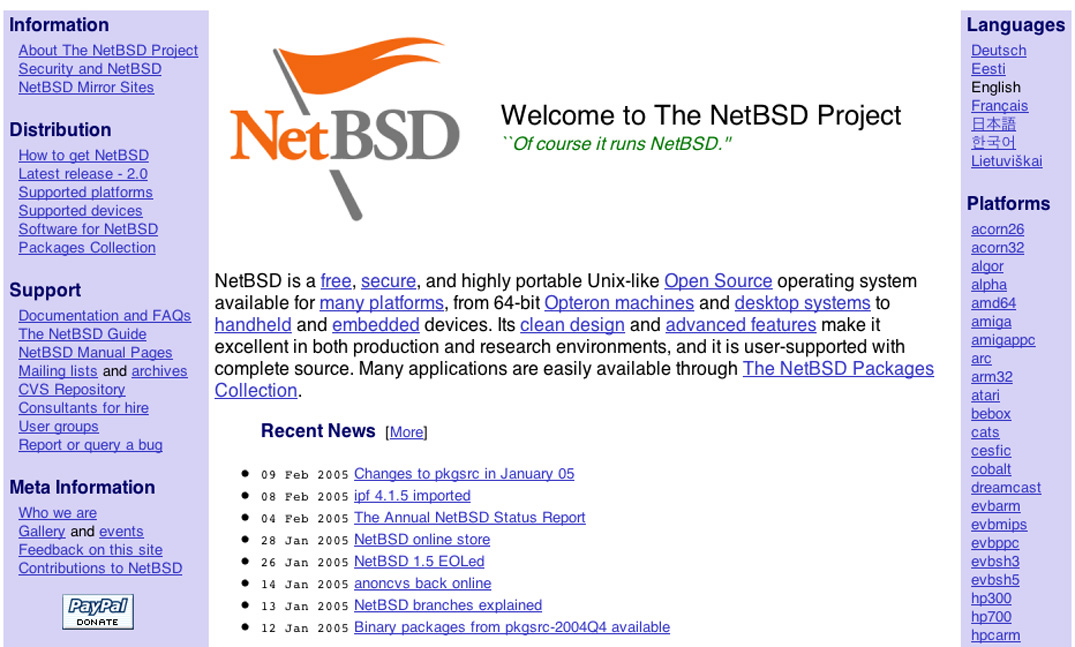 Information
About The NetBSD Project
Security and NetBSD
NetBSD Mirror Sites
Distribution
How to get NetBSD
Latest release - 2.0
Supported platforms
Supported devices
Software for NetBSD
Packages Collection
Support
Documentation and FAQs
The NetBSD Guide
NetBSD Manual Pages
Mailing lists and archives
CVS Repository
Consultants for hire
User groups
Report or query a bug
Meta Information
Who we are
Gallery and events
Feedback on this site
Contributions to NetBSD
PayPal
DONATE
NetBSD
Welcome to The NetBSD Project
``Of course it runs NetBSD."
NetBSD is a free, secure, and highly portable Unix-like Open Source operating system
available for many platforms, from 64-bit Opteron machines and desktop systems to
handheld and embedded devices. Its clean design and advanced features make it
excellent in both production and research environments, and it is user-supported with
complete source. Many applications are easily available through The NetBSD Packages
Collection.
Recent News [More]
09 Feb 2005 Changes to pkgsrc in January 05
08 Feb 2005 ipf 4.1.5 imported
04 Feb 2005 The Annual NetBSD Status Report
28 Jan 2005 NetBSD online store
26 Jan 2005 NetBSD 1.5 EOLed
14 Jan 2005 anoncvs back online
13 Jan 2005 NetBSD branches explained
12 Jan 2005 Binary packages from pkgsrc-2004Q4 available
Languages
Deutsch
Eesti
English
Français
日本語
한국어
Lietuviškai
Platforms
acorn26
acorn32
algor
alpha
amd64
amiga
amigappc
arc
arm32
atari
bebox
cats
cesfic
cobalt
dreamcast
evbarm
evbmips
evbppc
evbsh3
evbsh5
hp300
hp700
hpcarm